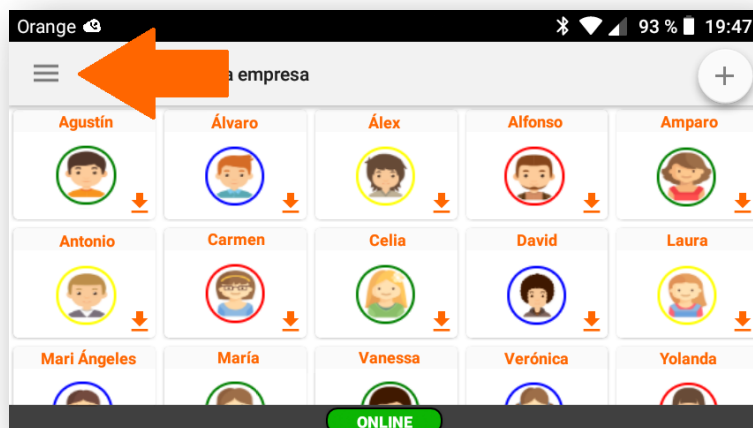 Orange 93 % 19:47
empresa
Agustín Álvaro Álex Alfonso Amparo
Antonio Carmen Celia David Laura
Mari Ángeles María Vanessa Verónica Yolanda
ONLINE